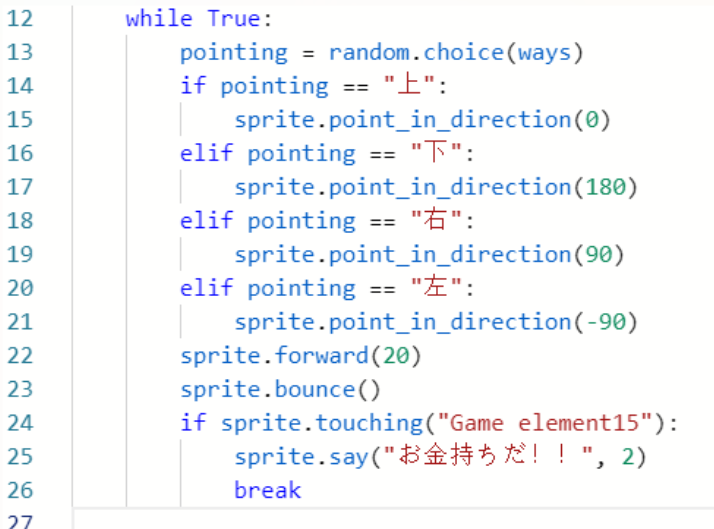 12 while True:
13 pointing = random.choice(ways)
14 if pointing == "上":
15 sprite.point_in_direction(0)
16 elif pointing == "下":
17 sprite.point_in_direction(180)
18 elif pointing == "右":
19 sprite.point_in_direction(90)
20 elif pointing == "左":
21 sprite.point_in_direction(-90)
22 sprite.forward(20)
23 sprite.bounce()
24 if sprite.touching("Game element15"):
25 sprite.say("お金持ちだ！！", 2)
26 break
27